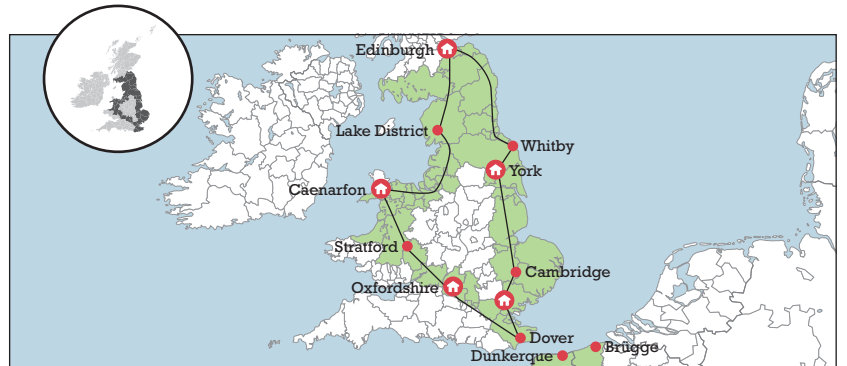 Edinburgh
Lake District
Whitby
York
Caenarfon
Stratford
Cambridge
Oxfordshire
Dover
Brügge
Dunkerque